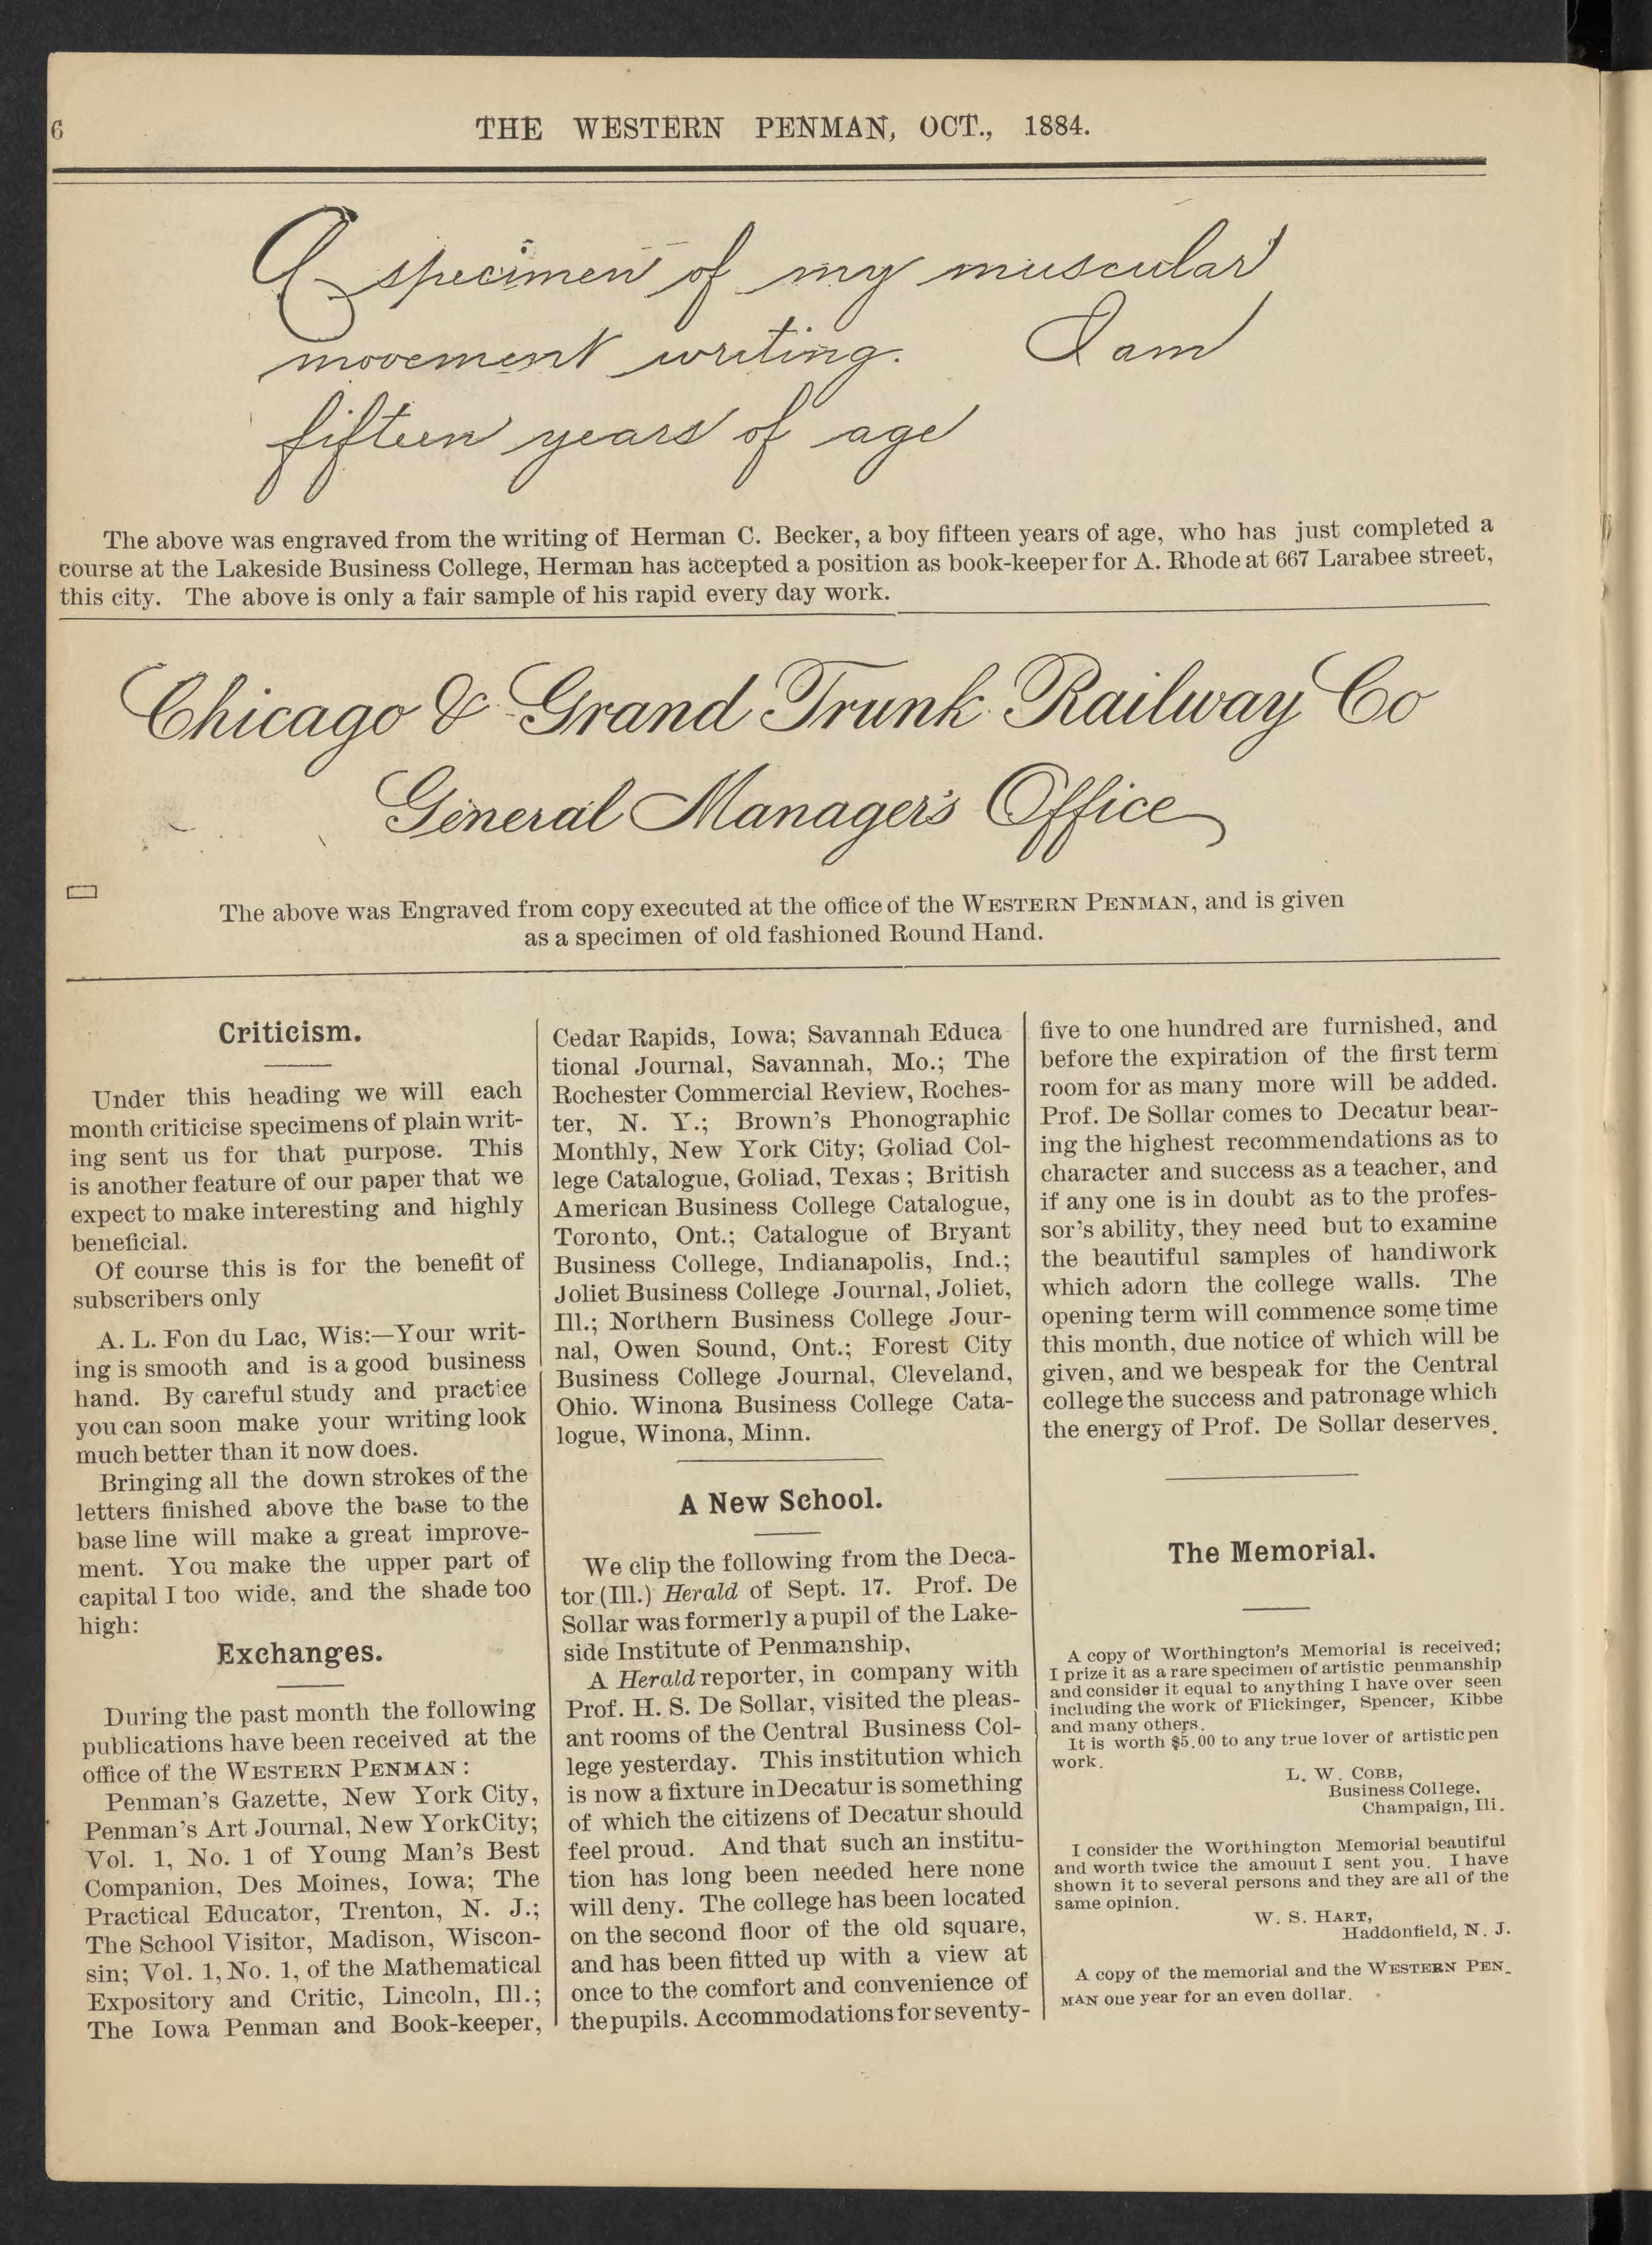 6
THE WESTERN PENMAN, OCT., 1884.
A specimen of my muscular
movement writing. I am
fifteen years of age
The above was engraved from the writing of Herman C. Becker, a boy fifteen years of age, who has just completed a
course at the Lakeside Business College, Herman has accepted a position as book-keeper for A. Rhode at 667 Larabee street,
this city. The above is only a fair sample of his rapid every day work.
Chicago & Grand Trunk Railway Co
General Manager's Office
The above was Engraved from copy executed at the office of the WESTERN PENMAN, and is given
as a specimen of old fashioned Round Hand.
Criticism.
Under this heading we will each
month criticise specimens of plain writ-
ing sent us for that purpose. This
is another feature of our paper that we
expect to make interesting and highly
beneficial.
Of course this is for the benefit of
subscribers only
A. L. Fon du Lac, Wis:—Your writ-
ing is smooth and is a good business
hand. By careful study and practice
you can soon make your writing look
much better than it now does.
Bringing all the down strokes of the
letters finished above the base to the
base line will make a great improve-
ment. You make the upper part of
capital I too wide, and the shade too
high:
Exchanges.
During the past month the following
publications have been received at the
office of the WESTERN PENMAN:
Penman's Gazette, New York City,
Penman's Art Journal, New York City;
Vol. 1, No. 1 of Young Man's Best
Companion, Des Moines, Iowa; The
Practical Educator, Trenton, N. J.;
The School Visitor, Madison, Wiscon-
sin; Vol. 1, No. 1, of the Mathematical
Expository and Critic, Lincoln, Ill.;
The Iowa Penman and Book-keeper,
Cedar Rapids, Iowa; Savannah Educa-
tional Journal, Savannah, Mo.; The
Rochester Commercial Review, Roches-
ter, N. Y.; Brown's Phonographic
Monthly, New York City; Goliad Col-
lege Catalogue, Goliad, Texas; British
American Business College Catalogue,
Toronto, Ont.; Catalogue of Bryant
Business College, Indianapolis, Ind.;
Joliet Business College Journal, Joliet,
Ill.; Northern Business College Jour-
nal, Owen Sound, Ont.; Forest City
Business College Journal, Cleveland,
Ohio. Winona Business College Cata-
logue, Winona, Minn.
A New School.
We clip the following from the Deca-
tor (Ill.) Herald of Sept. 17. Prof. De
Sollar was formerly a pupil of the Lake-
side Institute of Penmanship,
A Herald reporter, in company with
Prof. H. S. De Sollar, visited the pleas-
ant rooms of the Central Business Col-
lege yesterday. This institution which
is now a fixture in Decatur is something
of which the citizens of Decatur should
feel proud. And that such an institu-
tion has long been needed here none
will deny. The college has been located
on the second floor of the old square,
and has been fitted up with a view at
once to the comfort and convenience of
the pupils. Accommodations for seventy-
five to one hundred are furnished, and
before the expiration of the first term
room for as many more will be added.
Prof. De Sollar comes to Decatur bear-
ing the highest recommendations as to
character and success as a teacher, and
if any one is in doubt as to the profes-
sor's ability, they need but to examine
the beautiful samples of handiwork
which adorn the college walls. The
opening term will commence some time
this month, due notice of which will be
given, and we bespeak for the Central
college the success and patronage which
the energy of Prof. De Sollar deserves.
The Memorial.
A copy of Worthington's Memorial is received;
I prize it as a rare specimen of artistic penmanship
and consider it equal to anything I have over seen
including the work of Flickinger, Spencer, Kibbe
and many others.
It is worth $5.00 to any true lover of artistic pen
work.
L. W. COBB,
Business College,
Champaign, Ili.
I consider the Worthington Memorial beautiful
and worth twice the amount I sent you. I have
shown it to several persons and they are all of the
same opinion.
W. S. HART,
Haddonfield, N. J.
A copy of the memorial and the WESTERN PEN-
MAN one year for an even dollar.